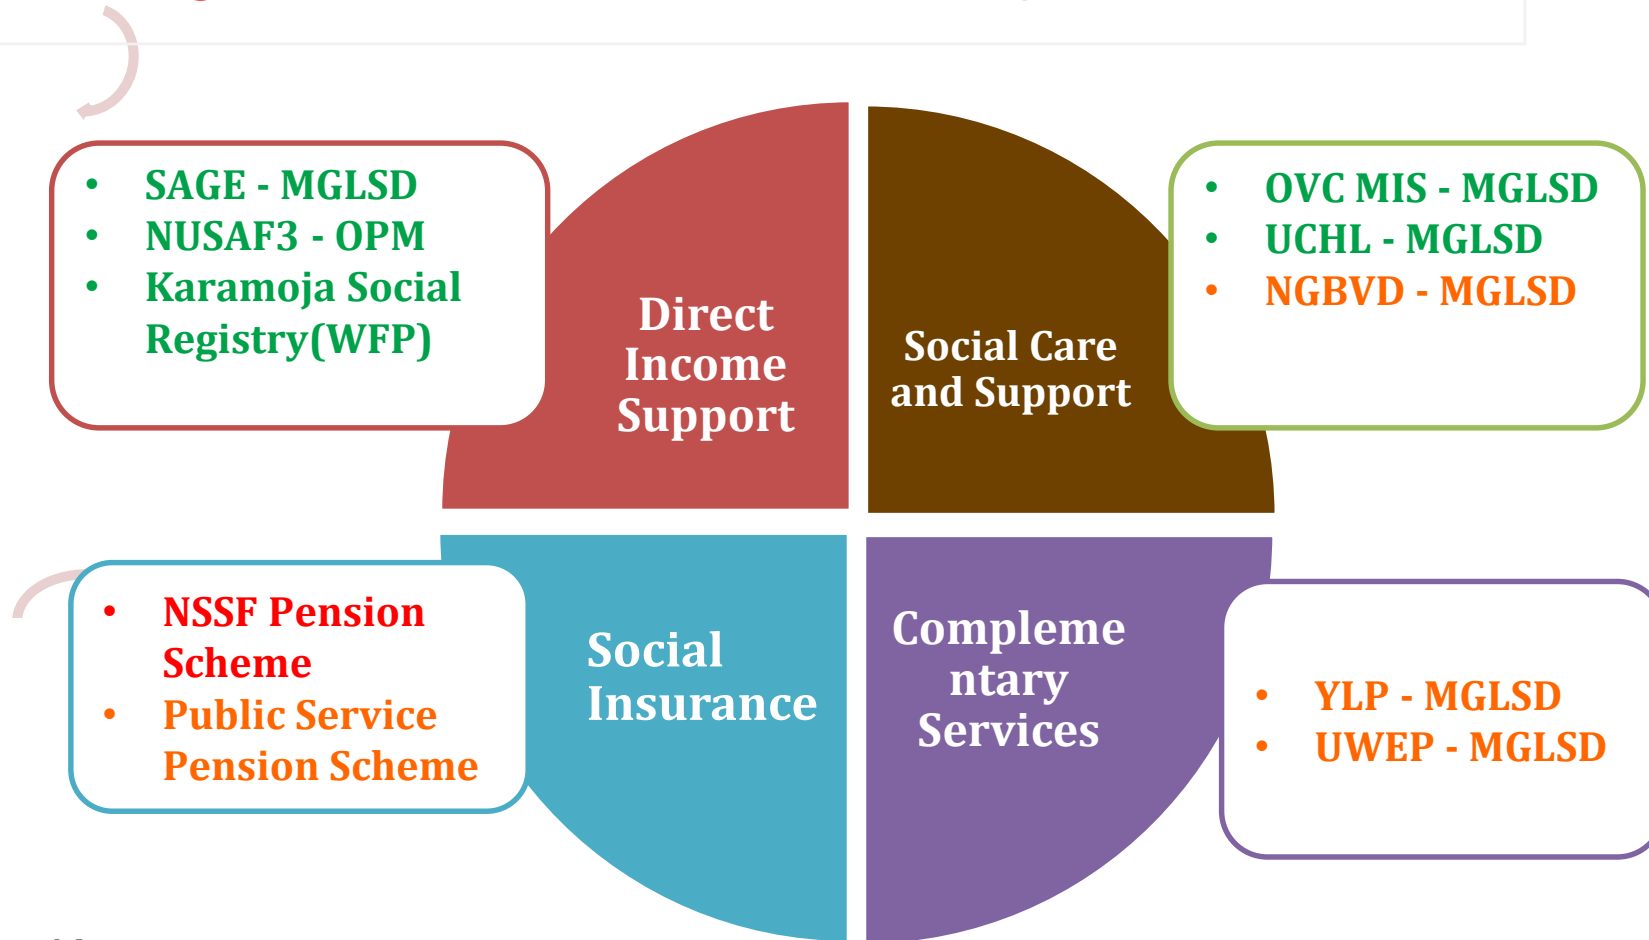 • SAGE - MGLSD
• NUSAF3 - OPM
• Karamoja Social
Registry(WFP)
Direct
Income
Support
Social Care
and Support
• OVC MIS - MGLSD
• UCHL - MGLSD
• NGBVD - MGLSD
• NSSF Pension
Scheme
• Public Service
Pension Scheme
Social
Insurance
Compleme
ntary
Services
• YLP - MGLSD
• UWEP - MGLSD